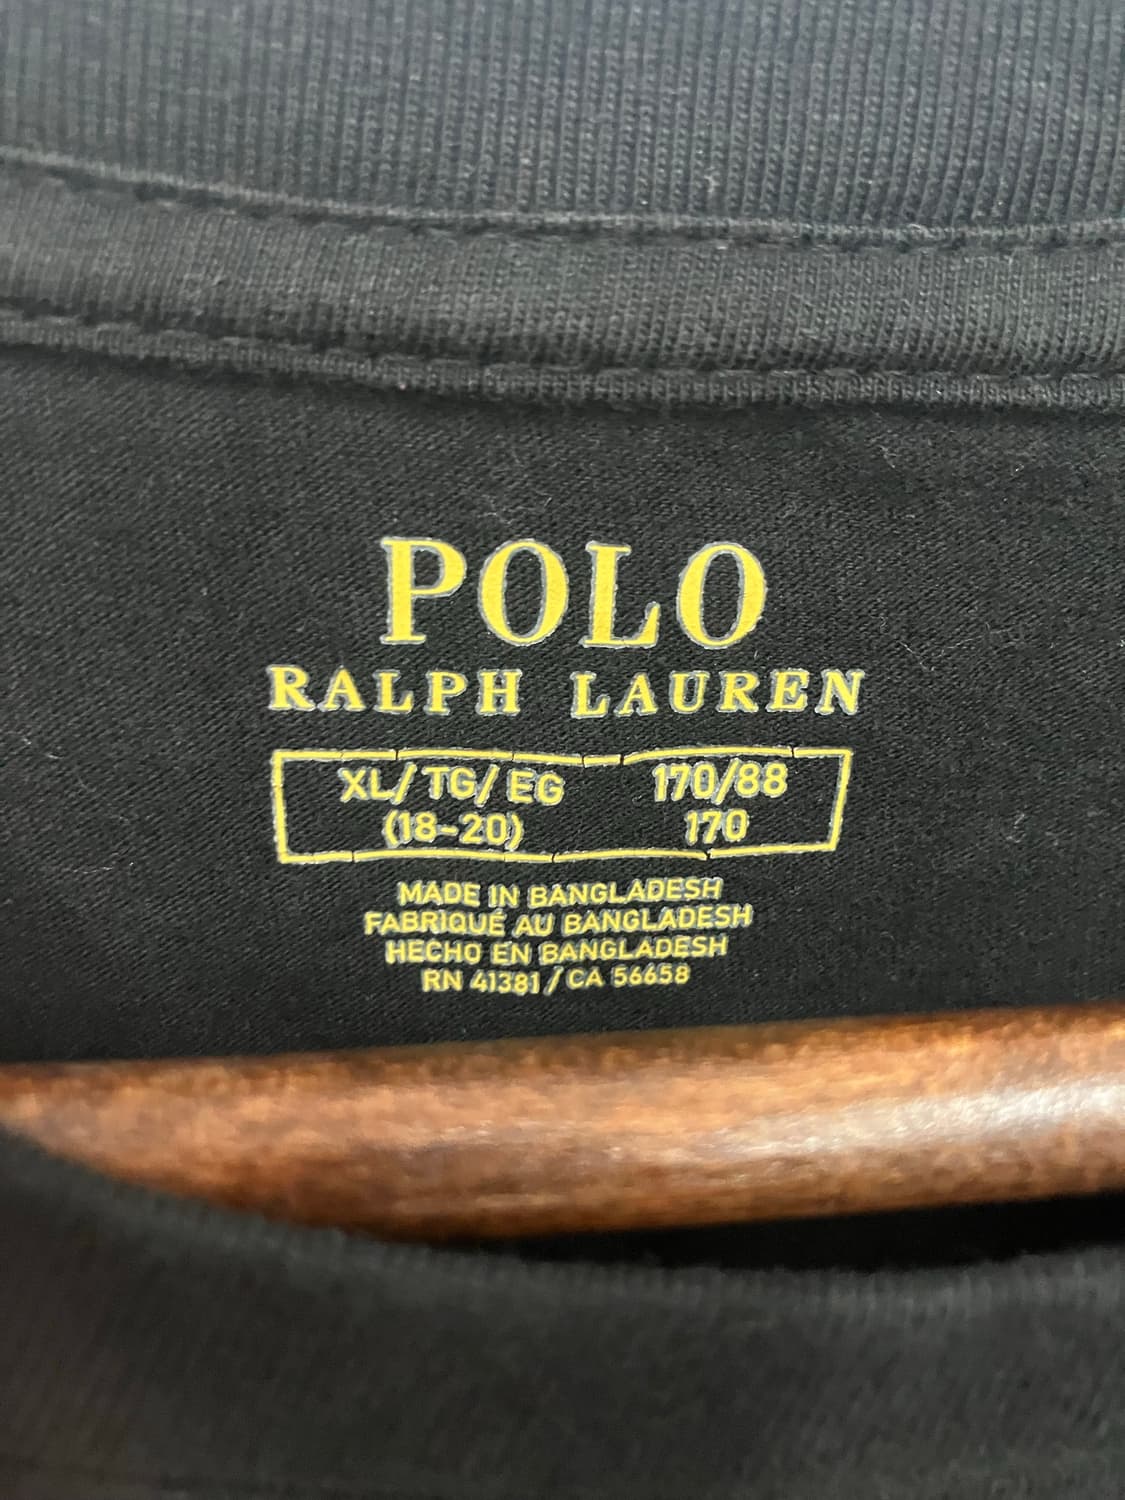 POLO
RALPH LAUREN
XL/TG/EG 170/88
(18-20) 170
MADE IN BANGLADESH
FABRIQUÉ AU BANGLADESH
HECHO EN BANGLADESH
RN 41381/CA 56658